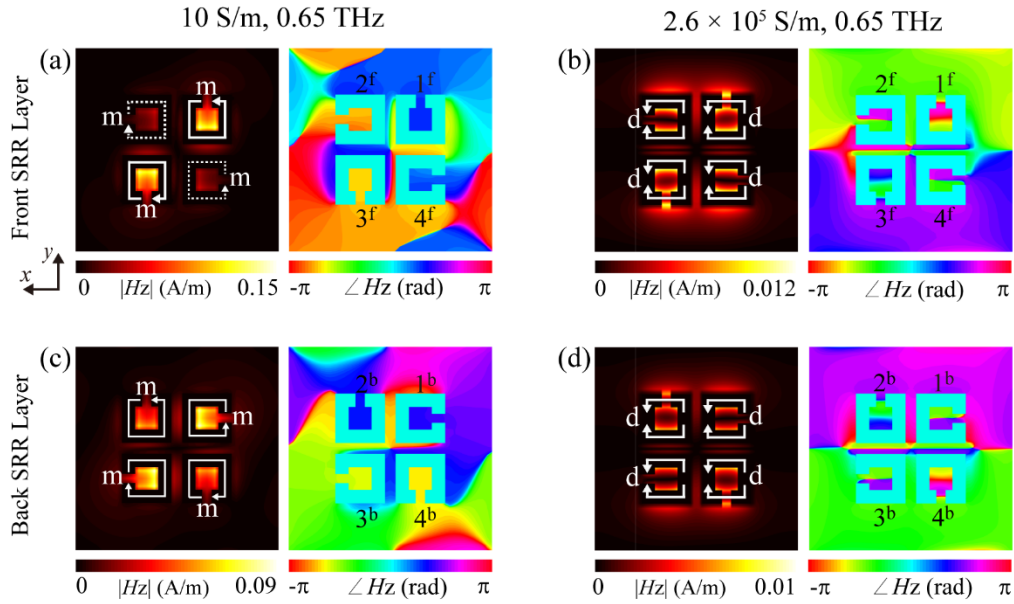 10 S/m, 0.65 THz
2.6 × 10⁵ S/m, 0.65 THz
Front SRR Layer
(a)
m
m
m
m
2ᶠ 1ᶠ
3ᶠ 4ᶠ
(b)
d d
d d
2ᶠ 1ᶠ
3ᶠ 4ᶠ
y
x
0 |Hz| (A/m) 0.15
-π ∠Hz (rad) π
0 |Hz| (A/m) 0.012
-π ∠Hz (rad) π
Back SRR Layer
(c)
m
m
m
m
2ᵇ 1ᵇ
3ᵇ 4ᵇ
(d)
d d
d d
2ᵇ 1ᵇ
3ᵇ 4ᵇ
0 |Hz| (A/m) 0.09
-π ∠Hz (rad) π
0 |Hz| (A/m) 0.01
-π ∠Hz (rad) π